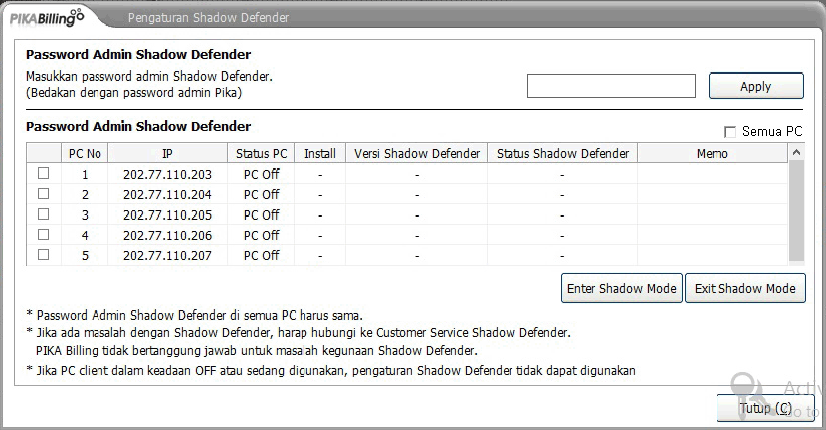 PIKABilling Pengaturan Shadow Defender
Password Admin Shadow Defender
Masukkan password admin Shadow Defender.
(Bedakan dengan password admin Pika)
Apply
Password Admin Shadow Defender
Semua PC
PC No IP Status PC Install Versi Shadow Defender Status Shadow Defender Memo
1 202.77.110.203 PC Off - - -
2 202.77.110.204 PC Off - - -
3 202.77.110.205 PC Off - - -
4 202.77.110.206 PC Off - - -
5 202.77.110.207 PC Off - - -
Enter Shadow Mode Exit Shadow Mode
* Password Admin Shadow Defender di semua PC harus sama.
* Jika ada masalah dengan Shadow Defender, harap hubungi ke Customer Service Shadow Defender.
PIKA Billing tidak bertanggung jawab untuk masalah kegunaan Shadow Defender.
* Jika PC client dalam keadaan OFF atau sedang digunakan, pengaturan Shadow Defender tidak dapat digunakan
Tutup (C)